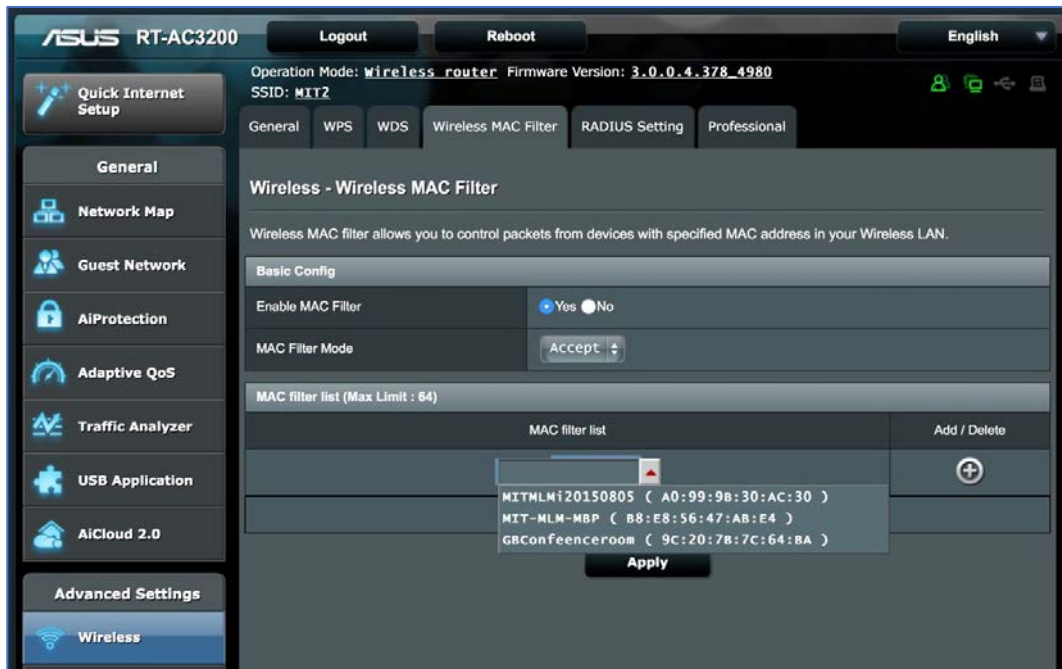 ASUS RT-AC3200 Logout Reboot English
Operation Mode: Wireless router Firmware Version: 3.0.0.4.378_4980
SSID: MIT2
Quick Internet
Setup
General WPS WDS Wireless MAC Filter RADIUS Setting Professional
General
Network Map
Guest Network
AiProtection
Adaptive QoS
Traffic Analyzer
USB Application
AiCloud 2.0
Advanced Settings
Wireless
Wireless - Wireless MAC Filter
Wireless MAC filter allows you to control packets from devices with specified MAC address in your Wireless LAN.
Basic Config
Enable MAC Filter Yes No
MAC Filter Mode Accept
MAC filter list (Max Limit : 64)
MAC filter list Add / Delete
MITMLMi20150805 ( A0:99:9B:30:AC:30 )
MIT-MLM-MBP ( B8:E8:56:47:AB:E4 )
GBConfeenceroom ( 9C:20:7B:7C:64:BA )
Apply